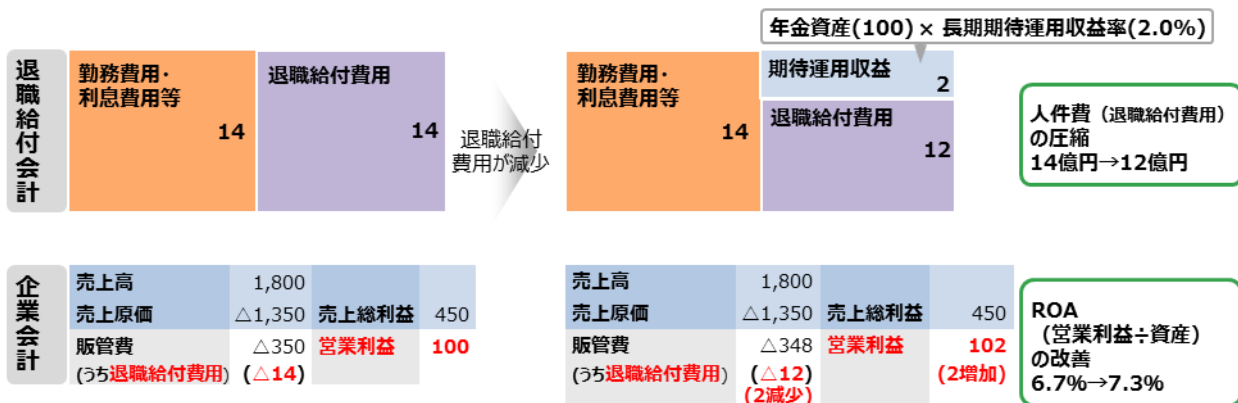 年金資産(100) × 長期期待運用収益率(2.0%)
退職給付会計
勤務費用・
利息費用等
14
退職給付費用
14
退職給付
費用が減少
勤務費用・
利息費用等
14
期待運用収益
2
退職給付費用
12
人件費（退職給付費用）
の圧縮
14億円→12億円
企業会計
売上高 1,800
売上原価 △1,350 売上総利益 450
販管費 △350 営業利益 100
(うち退職給付費用) (△14)
売上高 1,800
売上原価 △1,350 売上総利益 450
販管費 △348 営業利益 102
(うち退職給付費用) (△12) (2増加)
(2減少)
ROA
（営業利益÷資産）
の改善
6.7%→7.3%